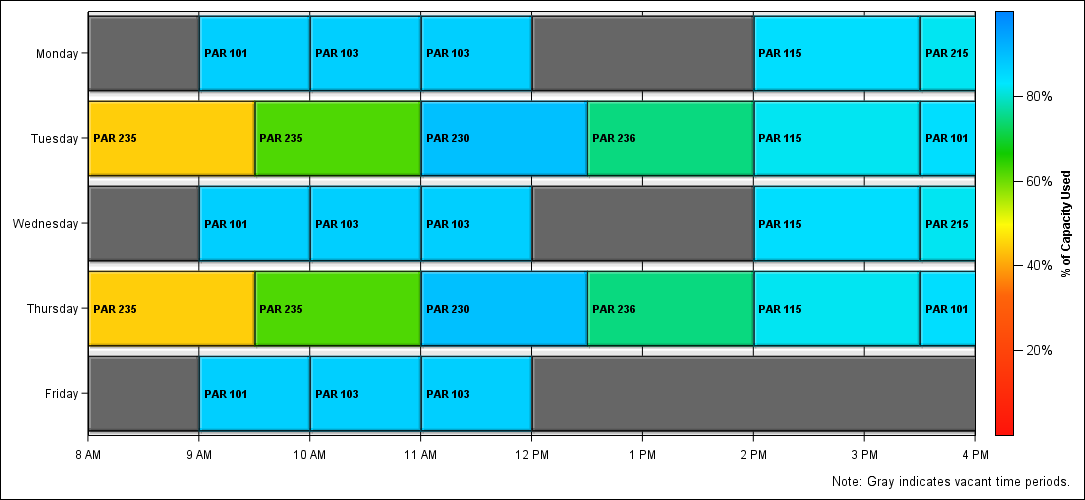 Monday
PAR 101
PAR 103
PAR 103
PAR 115
PAR 215
Tuesday
PAR 235
PAR 235
PAR 230
PAR 236
PAR 115
PAR 101
Wednesday
PAR 101
PAR 103
PAR 103
PAR 115
PAR 215
Thursday
PAR 235
PAR 235
PAR 230
PAR 236
PAR 115
PAR 101
Friday
PAR 101
PAR 103
PAR 103
8 AM
9 AM
10 AM
11 AM
12 PM
1 PM
2 PM
3 PM
4 PM
80%
60%
40%
20%
% of Capacity Used
Note: Gray indicates vacant time periods.